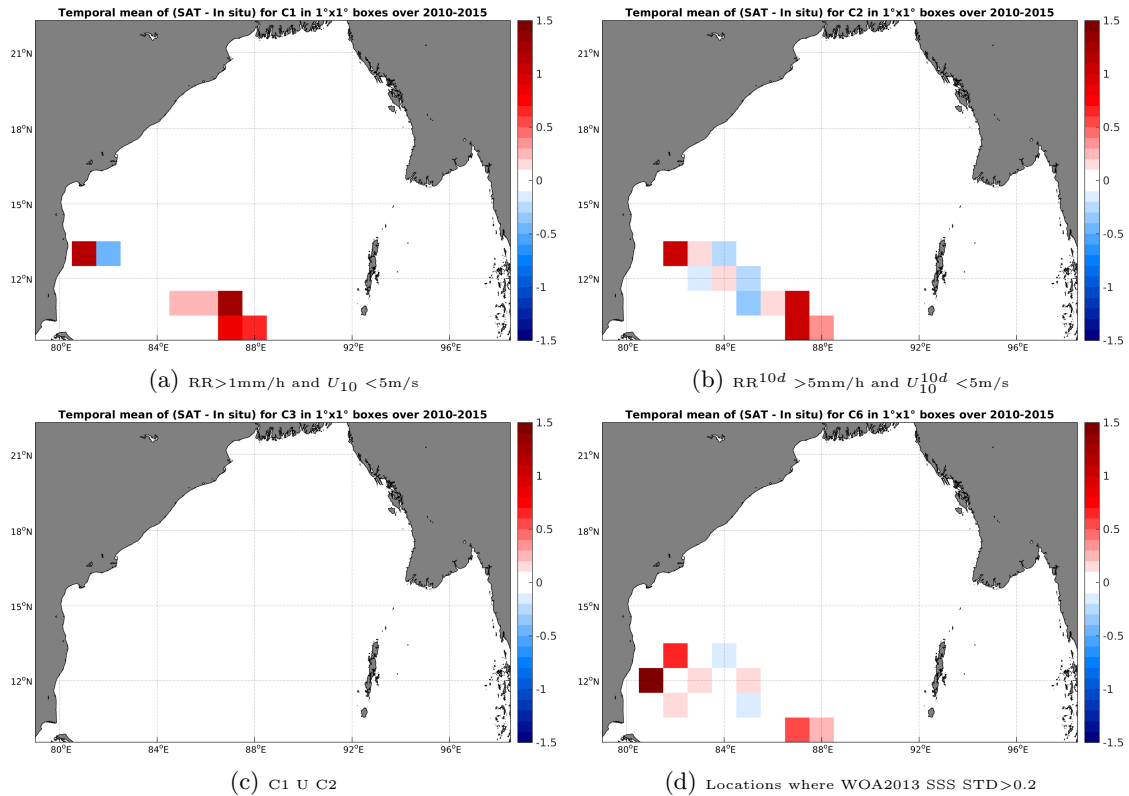 Temporal mean of (SAT - In situ) for C1 in 1°x1° boxes over 2010-2015
21°N
18°N
15°N
12°N
80°E 84°E 88°E 92°E 96°E
1.5
1
0.5
0
-0.5
-1
-1.5
(a) RR>1mm/h and U10 <5m/s
Temporal mean of (SAT - In situ) for C2 in 1°x1° boxes over 2010-2015
21°N
18°N
15°N
12°N
80°E 84°E 88°E 92°E 96°E
1.5
1
0.5
0
-0.5
-1
-1.5
(b) RR^10d >5mm/h and U_10^10d <5m/s
Temporal mean of (SAT - In situ) for C3 in 1°x1° boxes over 2010-2015
21°N
18°N
15°N
12°N
80°E 84°E 88°E 92°E 96°E
1.5
1
0.5
0
-0.5
-1
-1.5
(c) C1 U C2
Temporal mean of (SAT - In situ) for C6 in 1°x1° boxes over 2010-2015
21°N
18°N
15°N
12°N
80°E 84°E 88°E 92°E 96°E
1.5
1
0.5
0
-0.5
-1
-1.5
(d) Locations where WOA2013 SSS STD>0.2